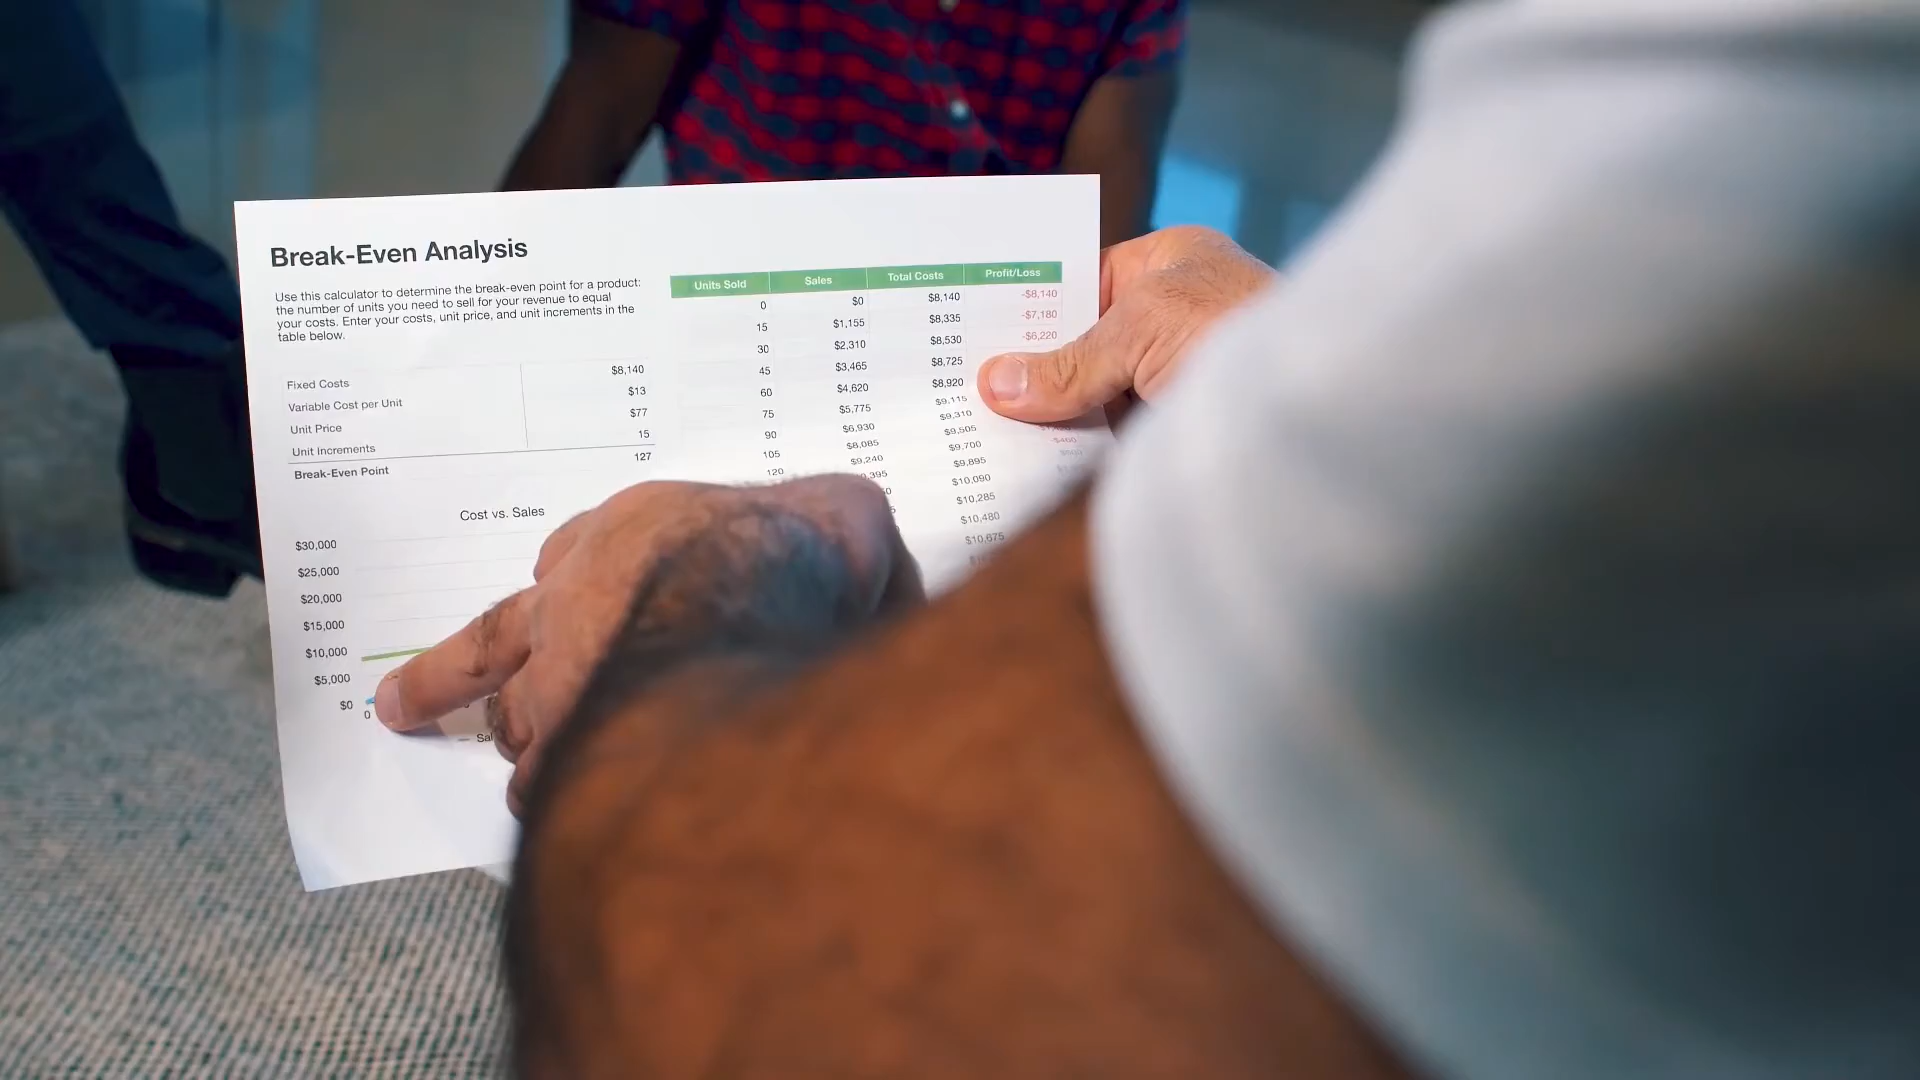 Break-Even Analysis
Use this calculator to determine the break-even point for a product:
the number of units you need to sell for your revenue to equal
your costs. Enter your costs, unit price, and unit increments in the
table below.
Fixed Costs $8,140
Variable Cost per Unit $13
Unit Price $77
Unit Increments 15
Break-Even Point 127
Cost vs. Sales
$30,000
$25,000
$20,000
$15,000
$10,000
$5,000
$0
0
Units Sold Sales Total Costs Profit/Loss
0 $0 $8,140 -$8,140
15 $1,155 $8,335 -$7,180
30 $2,310 $8,530 -$6,220
45 $3,465 $8,725
60 $4,620 $8,920
75 $5,775 $9,115
90 $6,930 $9,310
105 $8,085 $9,505
120 $9,240 $9,700 -$460
$9,895
$10,090
$10,285
$10,480
$10,675